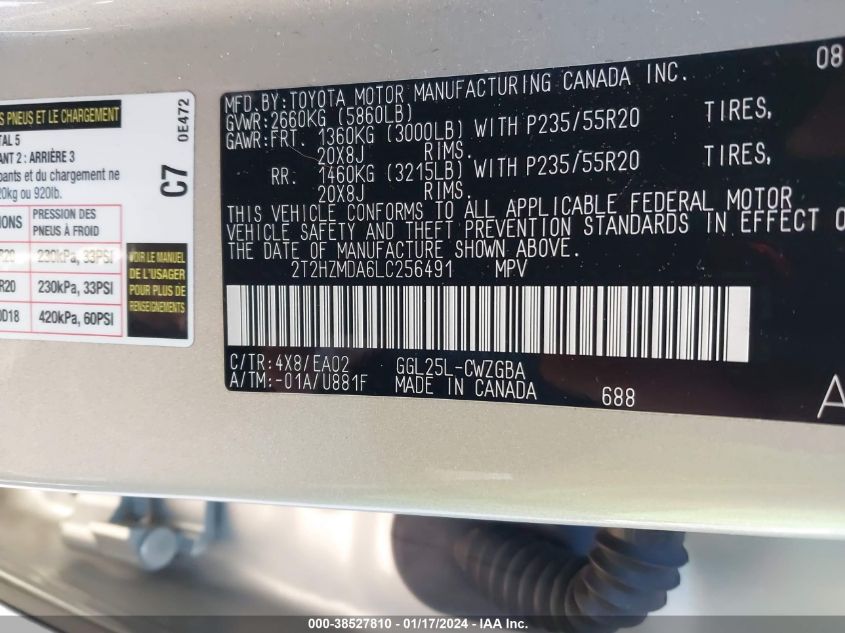 S PNEUS ET LE CHARGEMENT
TAL 5
ANT 2 : ARRIÈRE 3
pants et du chargement ne
20kg ou 920lb.
0E472
C7
IONS
PRESSION DES
PNEUS À FROID
R20
230kPa, 33PSI
R20
230kPa, 33PSI
0D18
420kPa, 60PSI
VOIR LE MANUEL
DE L'USAGER
POUR PLUS DE
RENSEIGNEMENTS
MFD.BY:TOYOTA MOTOR MANUFACTURING CANADA INC. 08
GVWR:2660KG (5860LB)
GAWR:FRT. 1360KG (3000LB) WITH P235/55R20 TIRES,
20X8J RIMS.
RR. 1460KG (3215LB) WITH P235/55R20 TIRES,
20X8J RIMS.
THIS VEHICLE CONFORMS TO ALL APPLICABLE FEDERAL MOTOR
VEHICLE SAFETY AND THEFT PREVENTION STANDARDS IN EFFECT O
THE DATE OF MANUFACTURE SHOWN ABOVE.
2T2HZMDA6LC256491 MPV
C/TR:4X8/EA02 GGL25L-CWZGBA
A/TM:-01A/U881F MADE IN CANADA 688
A
000-38527810 - 01/17/2024 - IAA, LLC.